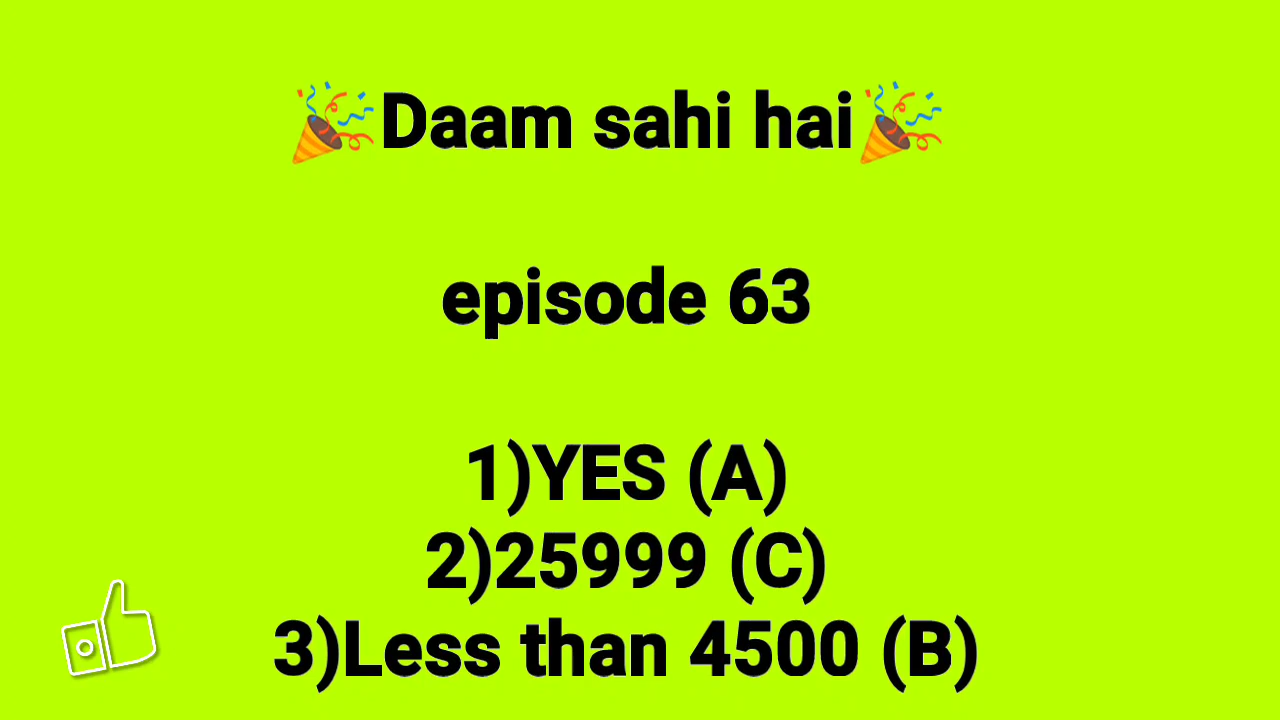 🎉Daam sahi hai🎉
episode 63
1)YES (A)
2)25999 (C)
3)Less than 4500 (B)